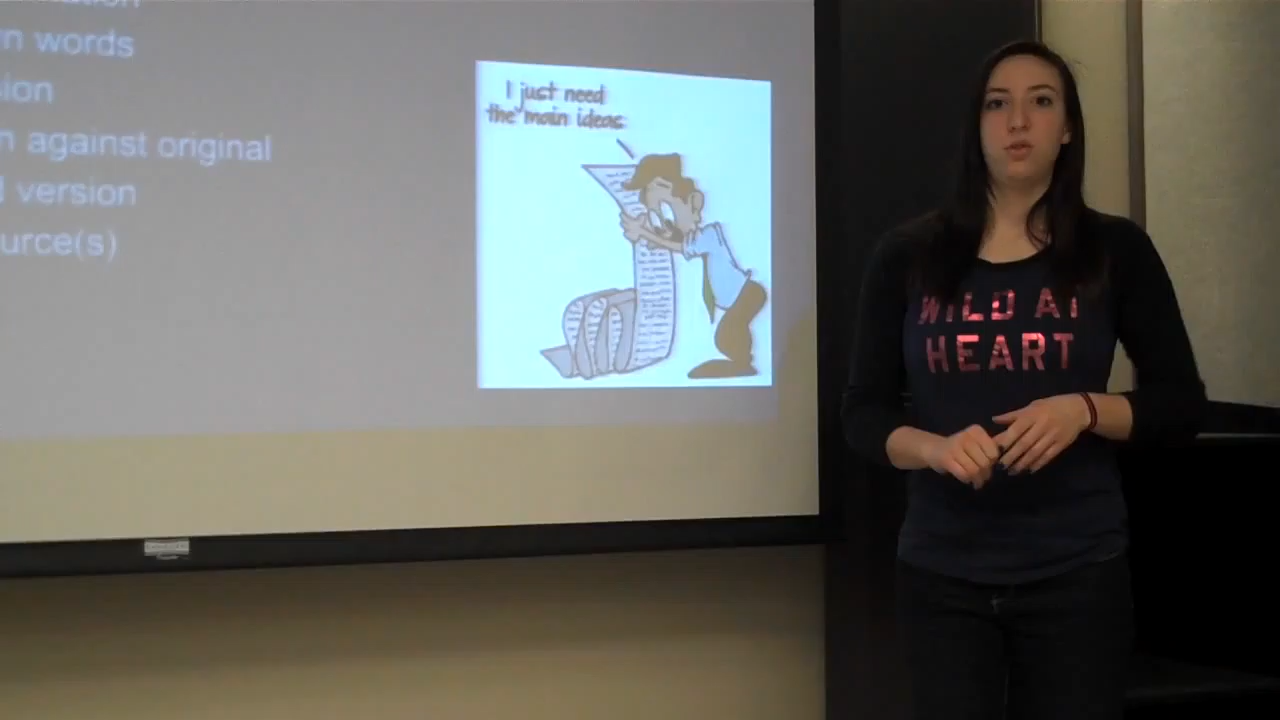 n words
sion
n against original
d version
urce(s)
I just need
the main ideas
WILD AT
HEART